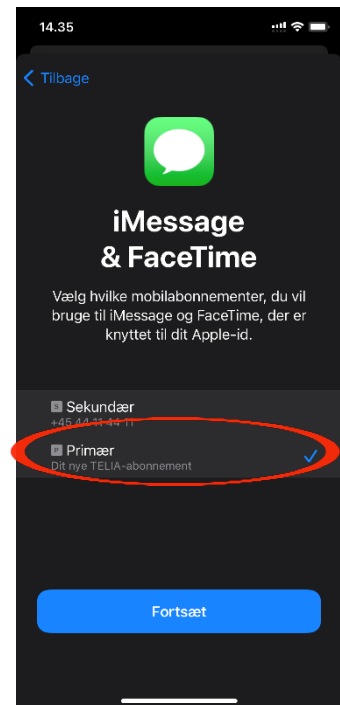 14.35
Tilbage
iMessage
& FaceTime
Vælg hvilke mobilabonnementer, du vil
bruge til iMessage og FaceTime, der er
knyttet til dit Apple-id.
S Sekundær
+45 44 11 44 11
P Primær
Dit nye TELIA-abonnement
Fortsæt